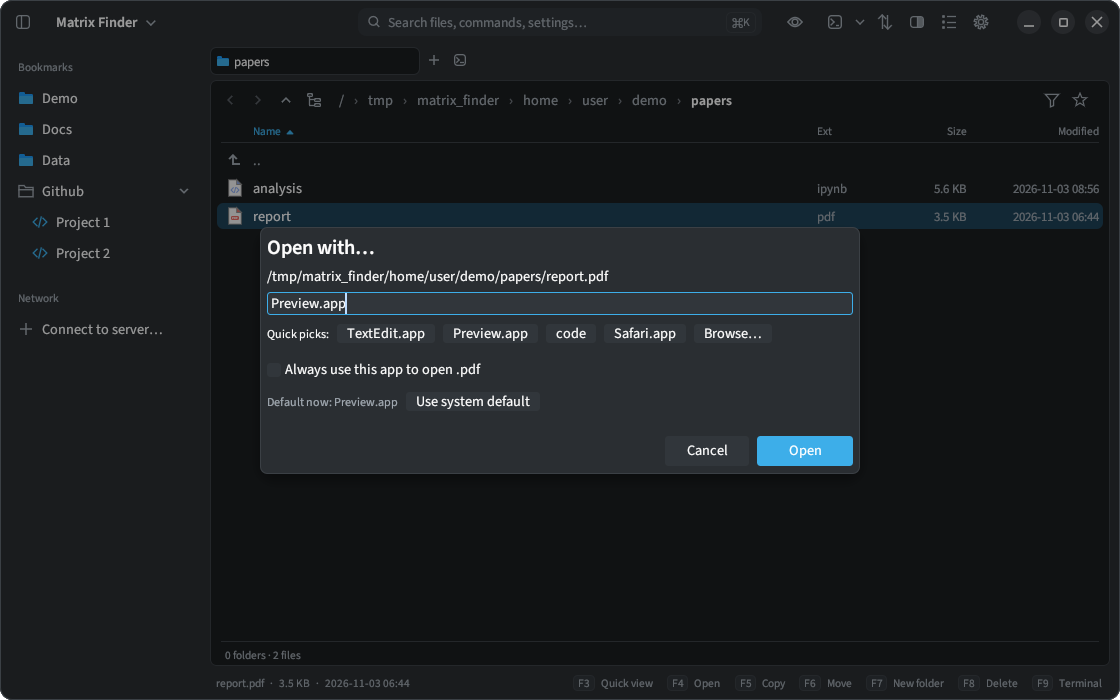 Matrix Finder
Search files, commands, settings…
⌘K
Bookmarks
Demo
Docs
Data
Github
Project 1
Project 2
Network
Connect to server…
papers
/ › tmp › matrix_finder › home › user › demo › papers
Name Ext Size Modified
..
analysis ipynb 5.6 KB 2026-11-03 08:56
report pdf 3.5 KB 2026-11-03 06:44
Open with…
/tmp/matrix_finder/home/user/demo/papers/report.pdf
Preview.app
Quick picks: TextEdit.app Preview.app code Safari.app Browse…
Always use this app to open .pdf
Default now: Preview.app Use system default
Cancel Open
0 folders · 2 files
report.pdf · 3.5 KB · 2026-11-03 06:44
F3 Quick view F4 Open F5 Copy F6 Move F7 New folder F8 Delete F9 Terminal